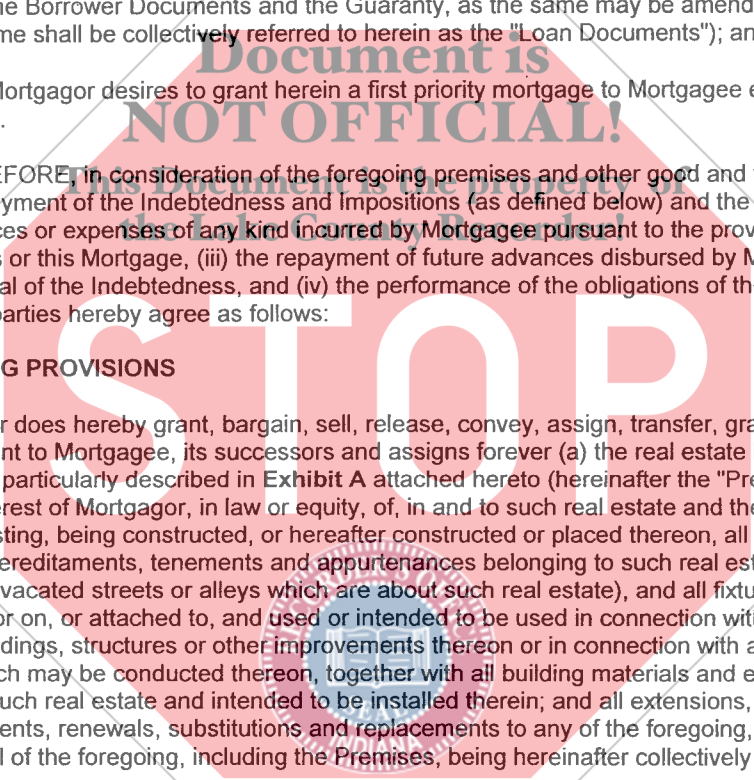 he Borrower Documents and the Guaranty, as the same may be amend
me shall be collectively referred to herein as the "Loan Documents"); an
Document is
Mortgagor desires to grant herein a first priority mortgage to Mortgagee e
NOT OFFICIAL!
EFORE, in consideration of the foregoing premises and other good and
This Document is the property of
yment of the Indebtedness and Impositions (as defined below) and the
the Lake County Recorder!
ces or expenses of any kind incurred by Mortgagee pursuant to the prov
s or this Mortgage, (iii) the repayment of future advances disbursed by M
al of the Indebtedness, and (iv) the performance of the obligations of th
parties hereby agree as follows:
STOP
G PROVISIONS
r does hereby grant, bargain, sell, release, convey, assign, transfer, gra
nt to Mortgagee, its successors and assigns forever (a) the real estate
particularly described in Exhibit A attached hereto (hereinafter the "Pre
erest of Mortgagor, in law or equity, of, in and to such real estate and the
sting, being constructed, or hereafter constructed or placed thereon, all
hereditaments, tenements and appurtenances belonging to such real est
vacated streets or alleys which are about such real estate), and all fixtu
or on, or attached to, and used or intended to be used in connection wit
dings, structures or other improvements thereon or in connection with a
ch may be conducted thereon, together with all building materials and e
uch real estate and intended to be installed therein; and all extensions,
ents, renewals, substitutions and replacements to any of the foregoing,
l of the foregoing, including the Premises, being hereinafter collectively
RECORDER'S OFFICE
INDIANA